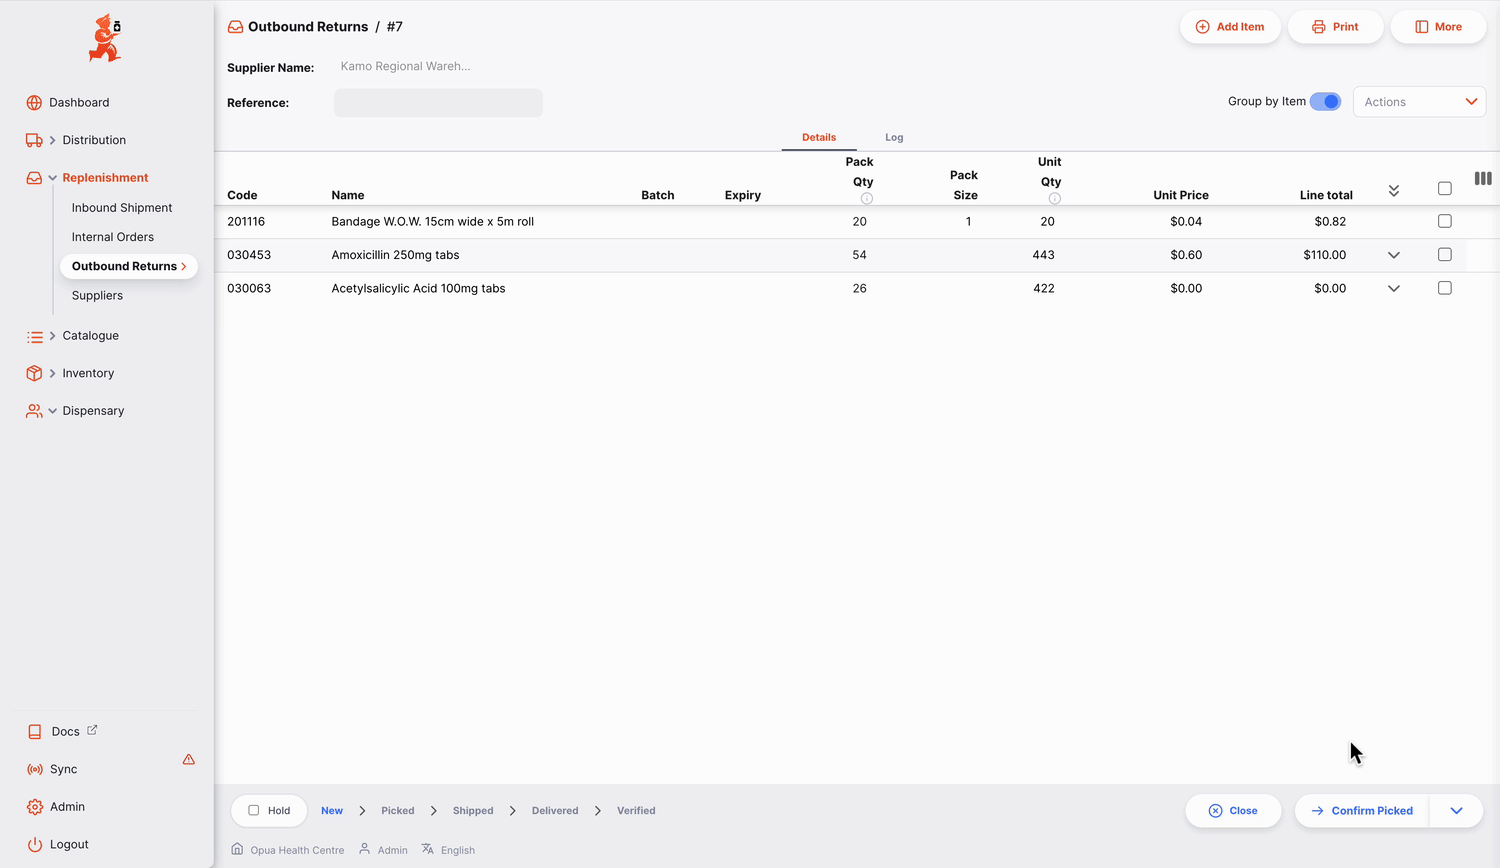 Outbound Returns / #7
Add Item
Print
More
Supplier Name: Kamo Regional Wareh...
Reference:
Group by Item
Actions
Details
Log
Code Name Batch Expiry Pack Qty Pack Size Unit Qty Unit Price Line total
201116 Bandage W.O.W. 15cm wide x 5m roll 20 1 20 $0.04 $0.82
030453 Amoxicillin 250mg tabs 54 443 $0.60 $110.00
030063 Acetylsalicylic Acid 100mg tabs 26 422 $0.00 $0.00
Dashboard
Distribution
Replenishment
Inbound Shipment
Internal Orders
Outbound Returns
Suppliers
Catalogue
Inventory
Dispensary
Docs
Sync
Admin
Logout
Hold
New
Picked
Shipped
Delivered
Verified
Close
Confirm Picked
Opua Health Centre
Admin
English